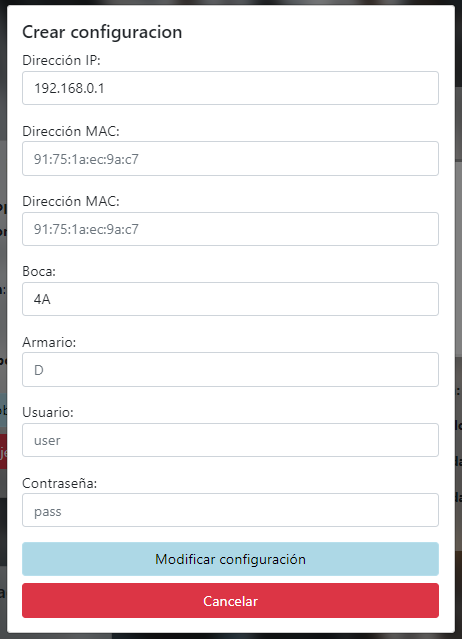 Crear configuracion
Dirección IP:
192.168.0.1
Dirección MAC:
91:75:1a:ec:9a:c7
Dirección MAC:
91:75:1a:ec:9a:c7
Boca:
4A
Armario:
D
Usuario:
user
Contraseña:
pass
Modificar configuración
Cancelar